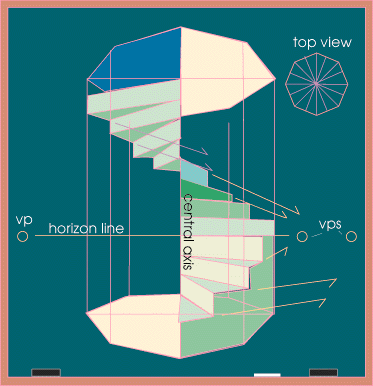 top view
vp
horizon line
central axis
vps